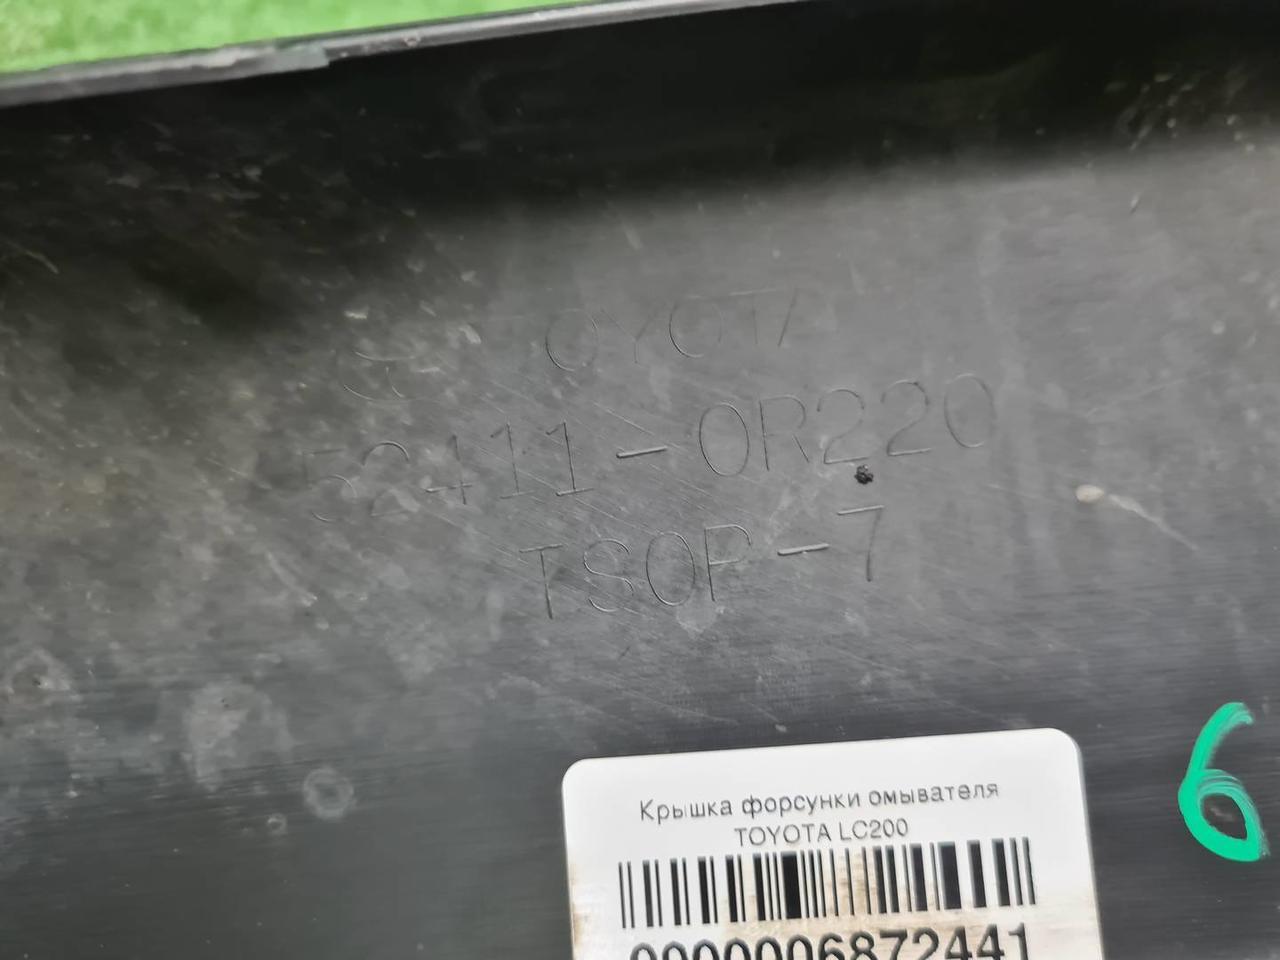 TOYOTA
52411-0R220
TSOP-7
6
Крышка форсунки омывателя
TOYOTA LC200
0000006872441